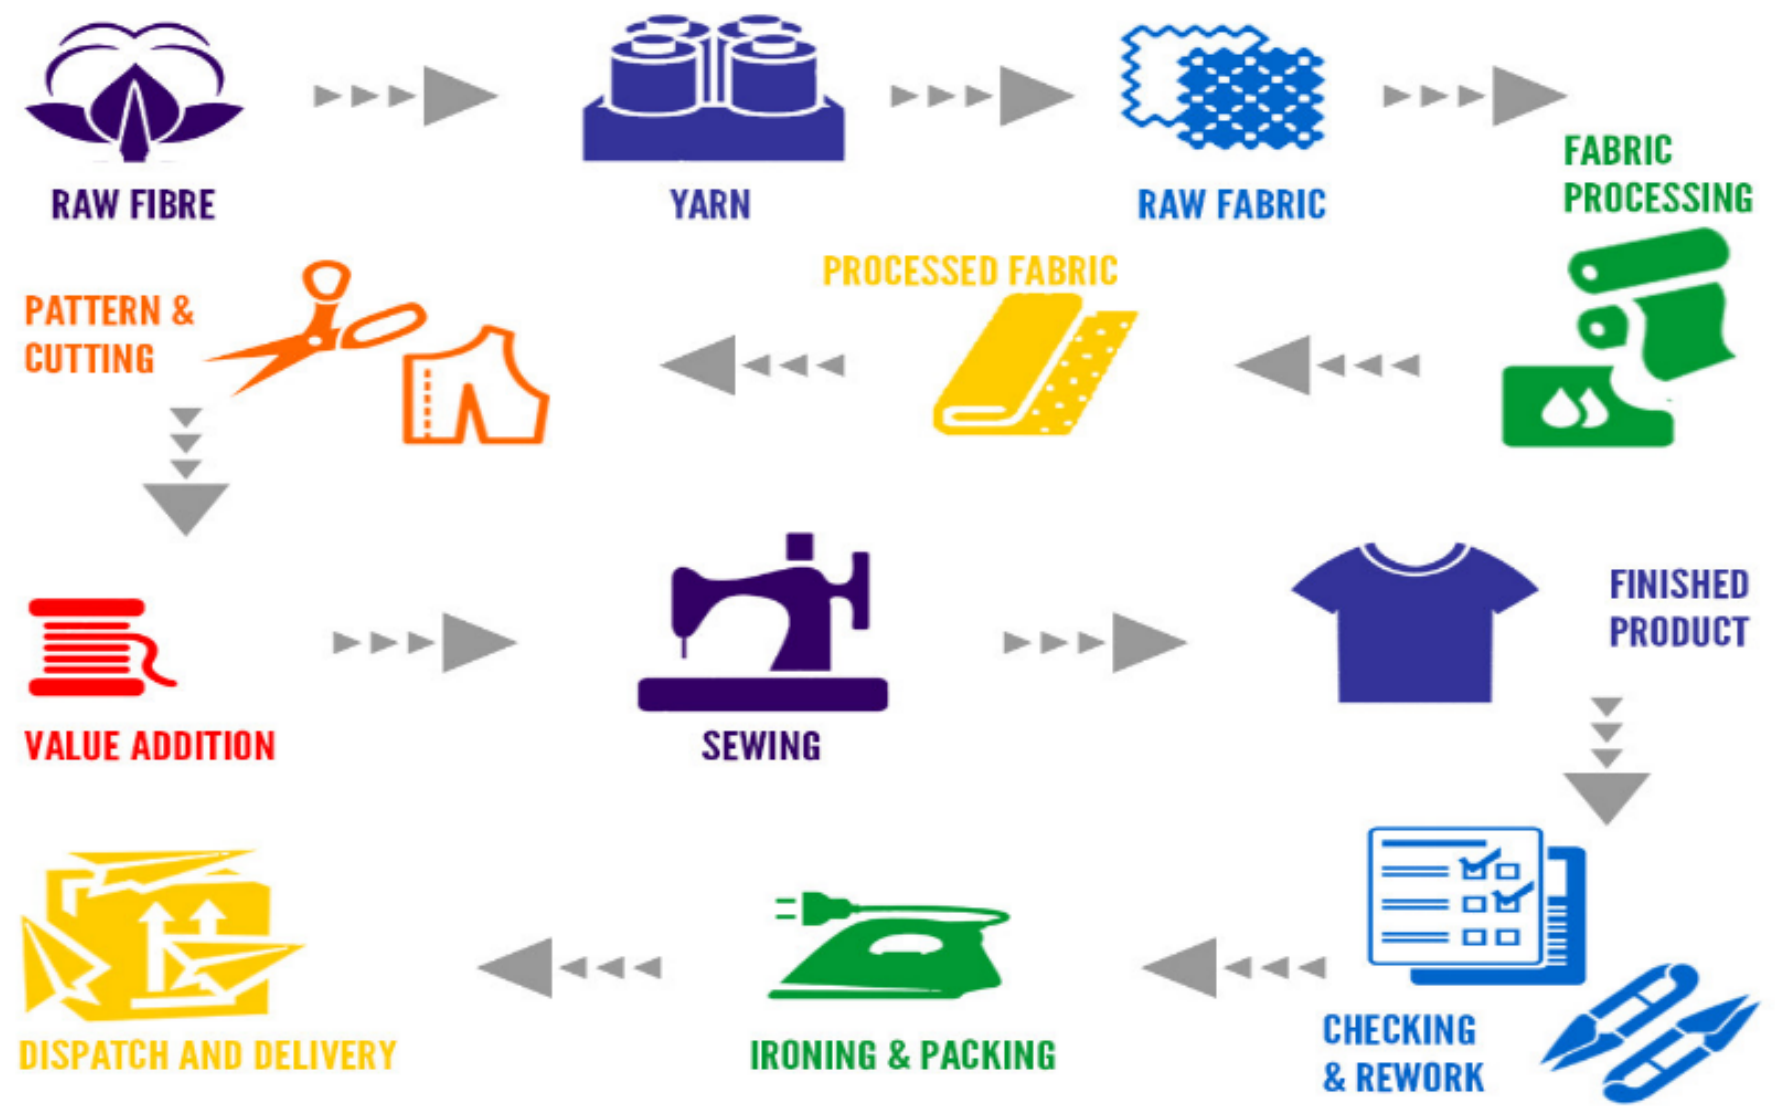 RAW FIBRE
YARN
RAW FABRIC
FABRIC
PROCESSING
PROCESSED FABRIC
PATTERN &
CUTTING
VALUE ADDITION
SEWING
FINISHED
PRODUCT
CHECKING
& REWORK
IRONING & PACKING
DISPATCH AND DELIVERY